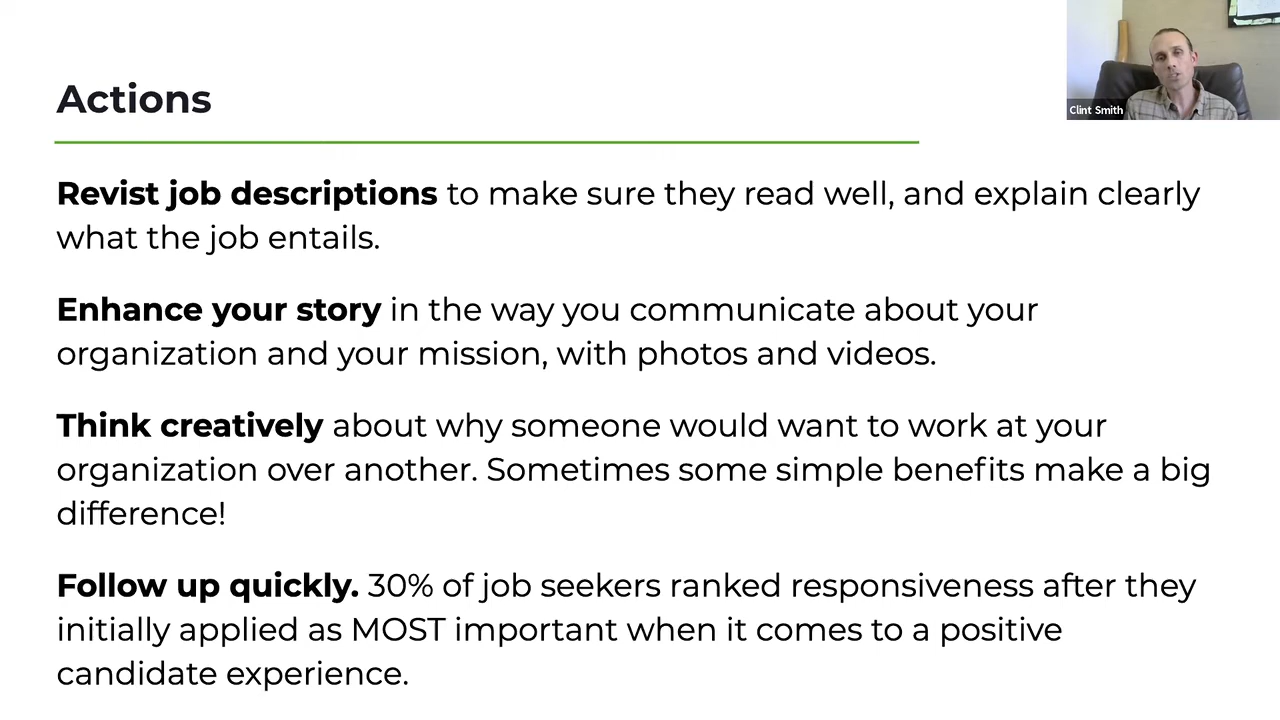 Actions
Clint Smith
Revist job descriptions to make sure they read well, and explain clearly
what the job entails.
Enhance your story in the way you communicate about your
organization and your mission, with photos and videos.
Think creatively about why someone would want to work at your
organization over another. Sometimes some simple benefits make a big
difference!
Follow up quickly. 30% of job seekers ranked responsiveness after they
initially applied as MOST important when it comes to a positive
candidate experience.